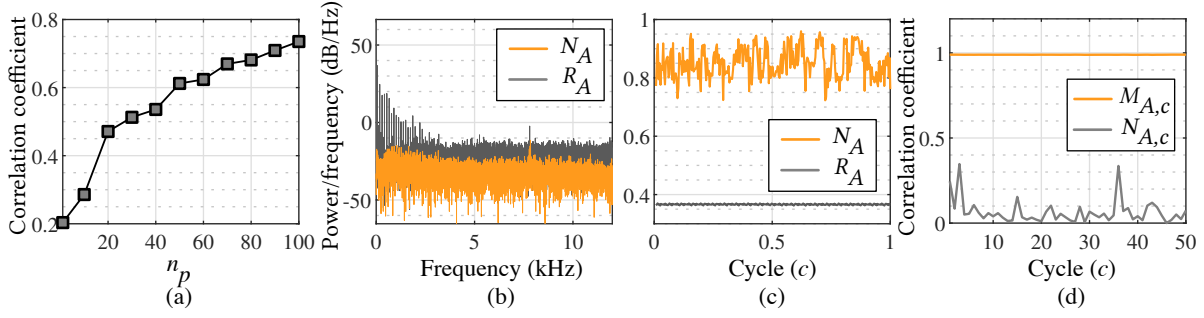 Correlation coefficient
0.8
0.6
0.4
0.2
20 40 60 80 100
n_p
(a)
Power/frequency (dB/Hz)
50
0
-50
N_A
R_A
0 5 10
Frequency (kHz)
(b)
1
0.8
0.6
0.4
N_A
R_A
0 0.5 1
Cycle (c)
(c)
Correlation coefficient
1
0.5
0
M_{A,c}
N_{A,c}
10 20 30 40 50
Cycle (c)
(d)